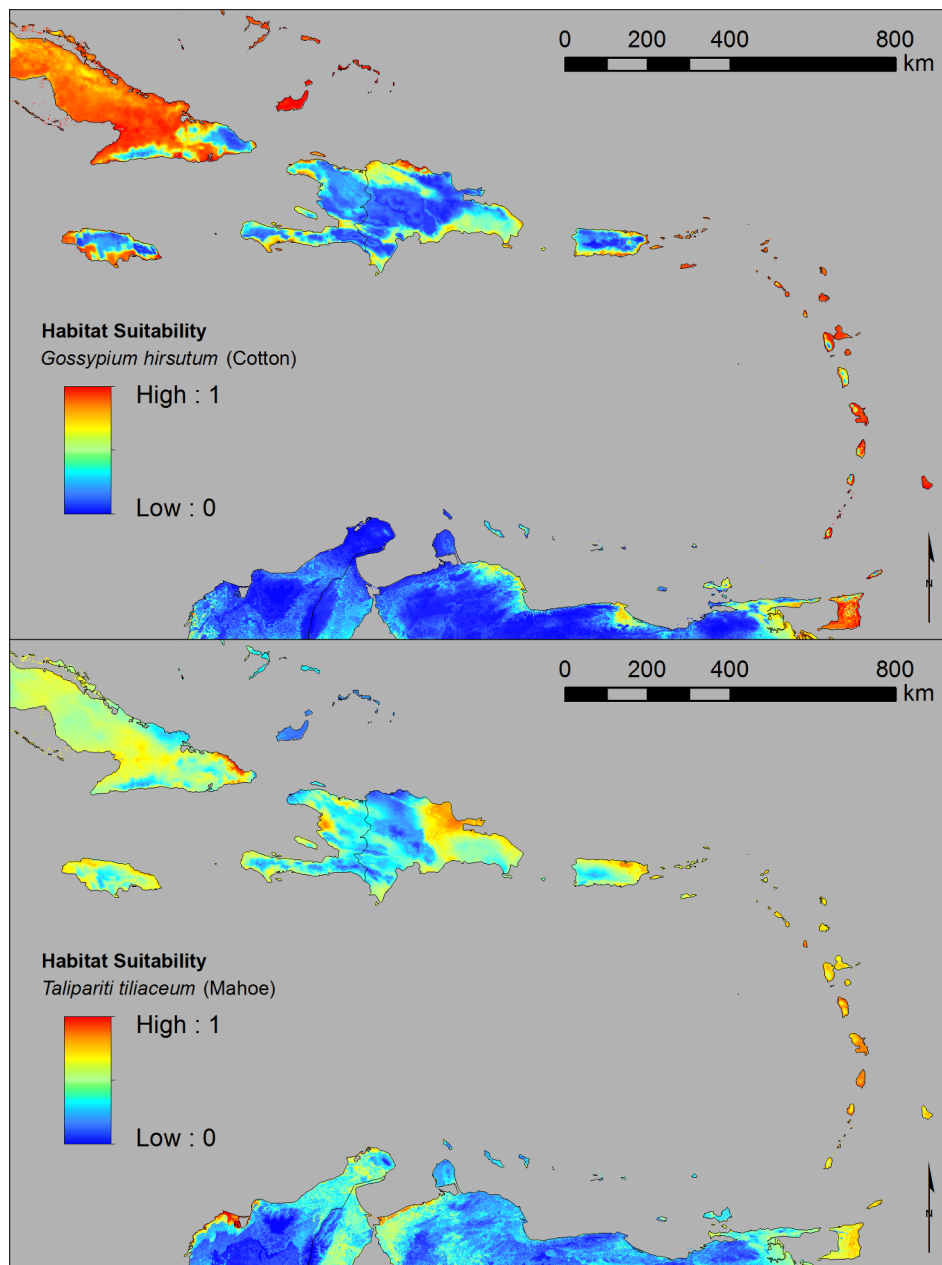 0 200 400 800
km
Habitat Suitability
Gossypium hirsutum (Cotton)
High : 1
Low : 0
N
0 200 400 800
km
Habitat Suitability
Talipariti tiliaceum (Mahoe)
High : 1
Low : 0
N